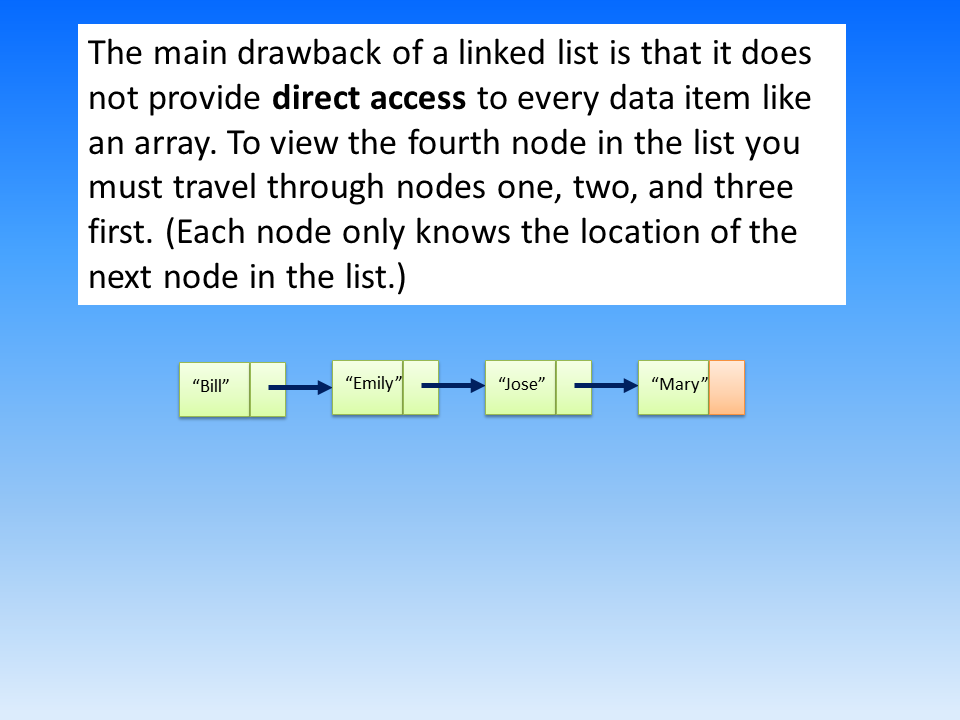 The main drawback of a linked list is that it does
not provide direct access to every data item like
an array. To view the fourth node in the list you
must travel through nodes one, two, and three
first. (Each node only knows the location of the
next node in the list.)
“Bill”
“Emily”
“Jose”
“Mary”